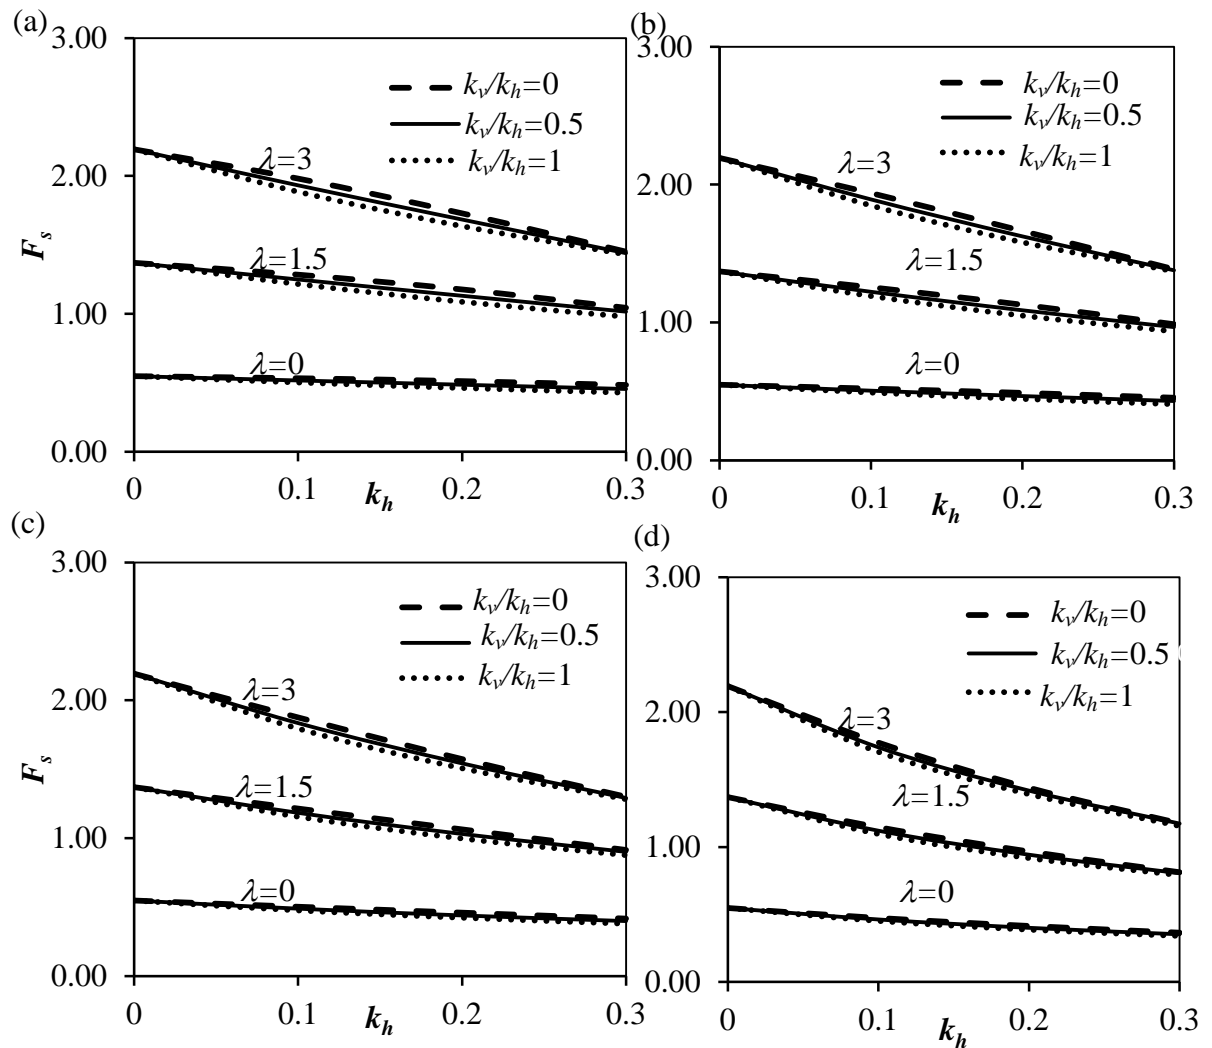 (a)
3.00
2.00
1.00
0.00
F_s
k_v/k_h=0
k_v/k_h=0.5
k_v/k_h=1
λ=3
λ=1.5
λ=0
0
0.1
0.2
0.3
k_h
(b)
3.00
2.00
1.00
0.00
k_v/k_h=0
k_v/k_h=0.5
k_v/k_h=1
λ=3
λ=1.5
λ=0
0
0.1
0.2
0.3
k_h
(c)
3.00
2.00
1.00
0.00
F_s
k_v/k_h=0
k_v/k_h=0.5
k_v/k_h=1
λ=3
λ=1.5
λ=0
0
0.1
0.2
0.3
k_h
(d)
3.00
2.00
1.00
0.00
k_v/k_h=0
k_v/k_h=0.5
k_v/k_h=1
λ=3
λ=1.5
λ=0
0
0.1
0.2
0.3
k_h